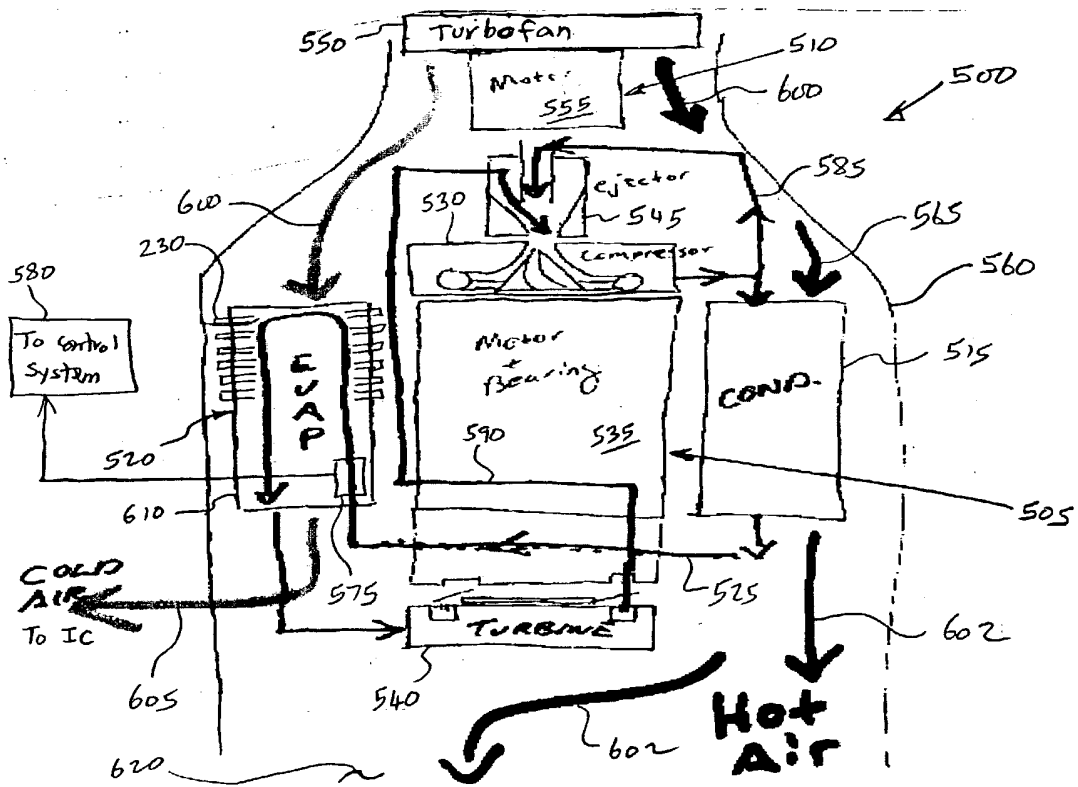 550
Turbofan
510
Motor
555
600
500
585
ejector
545
600
530
565
230
580
compressor
560
To control
System
EVAP
Motor
+
Bearing
COND.
515
520
590
535
610
505
COLD
AIR
To IC
575
525
TURBINE
602
605
540
Hot
Air
602
620